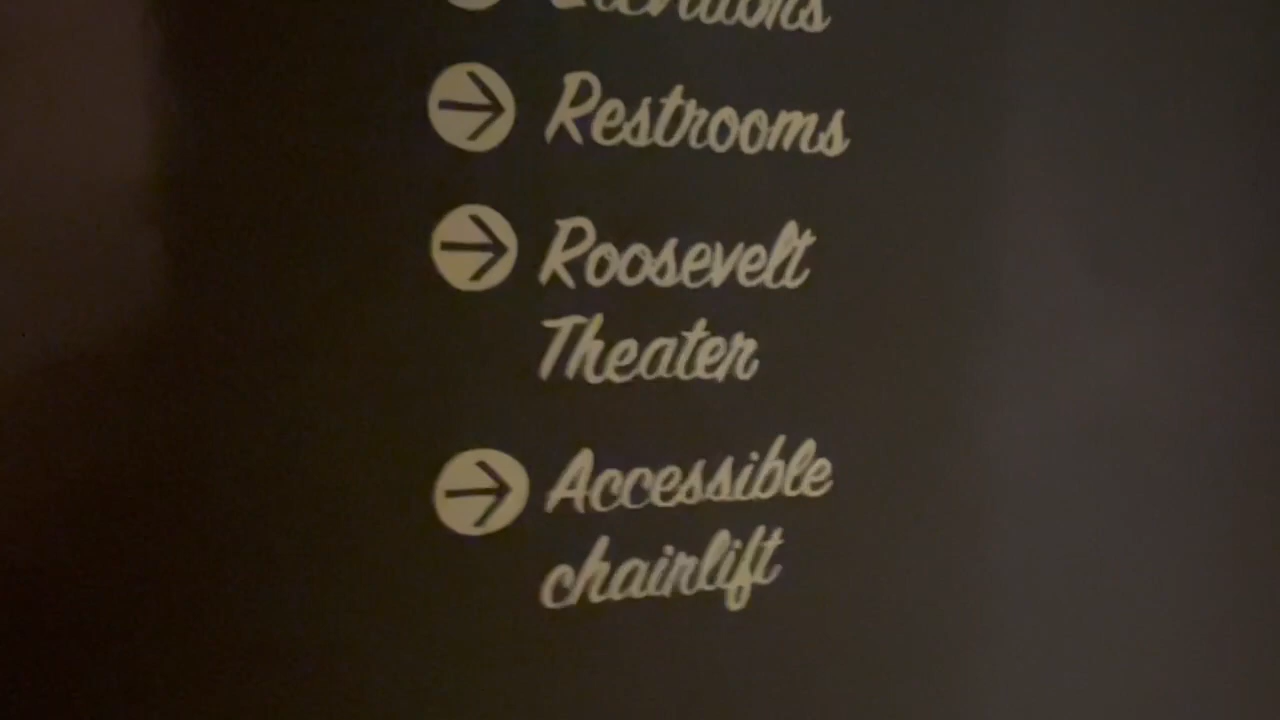 Restrooms
Roosevelt
Theater
Accessible
chairlift